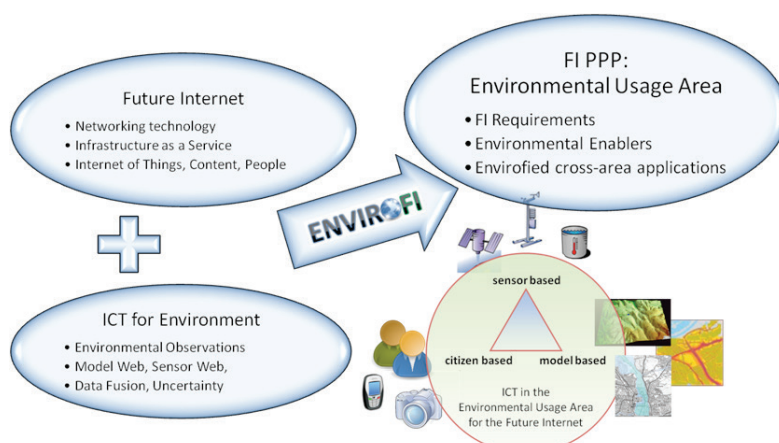 Future Internet
• Networking technology
• Infrastructure as a Service
• Internet of Things, Content, People
ICT for Environment
• Environmental Observations
• Model Web, Sensor Web,
• Data Fusion, Uncertainty
ENVIROFI
FI PPP:
Environmental Usage Area
• FI Requirements
• Environmental Enablers
• Envirofied cross-area applications
sensor based
citizen based
model based
ICT in the
Environmental Usage Area
for the Future Internet